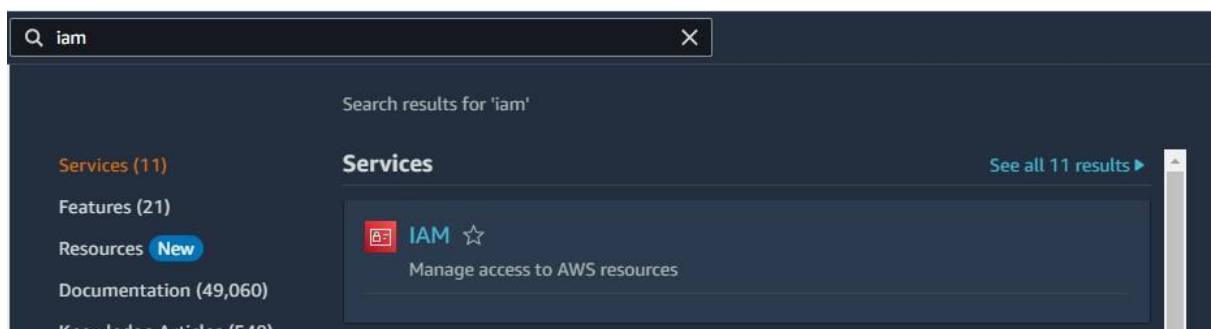 iam
Search results for 'iam'
Services (11)
Features (21)
Resources New
Documentation (49,060)
Services
See all 11 results
IAM
Manage access to AWS resources